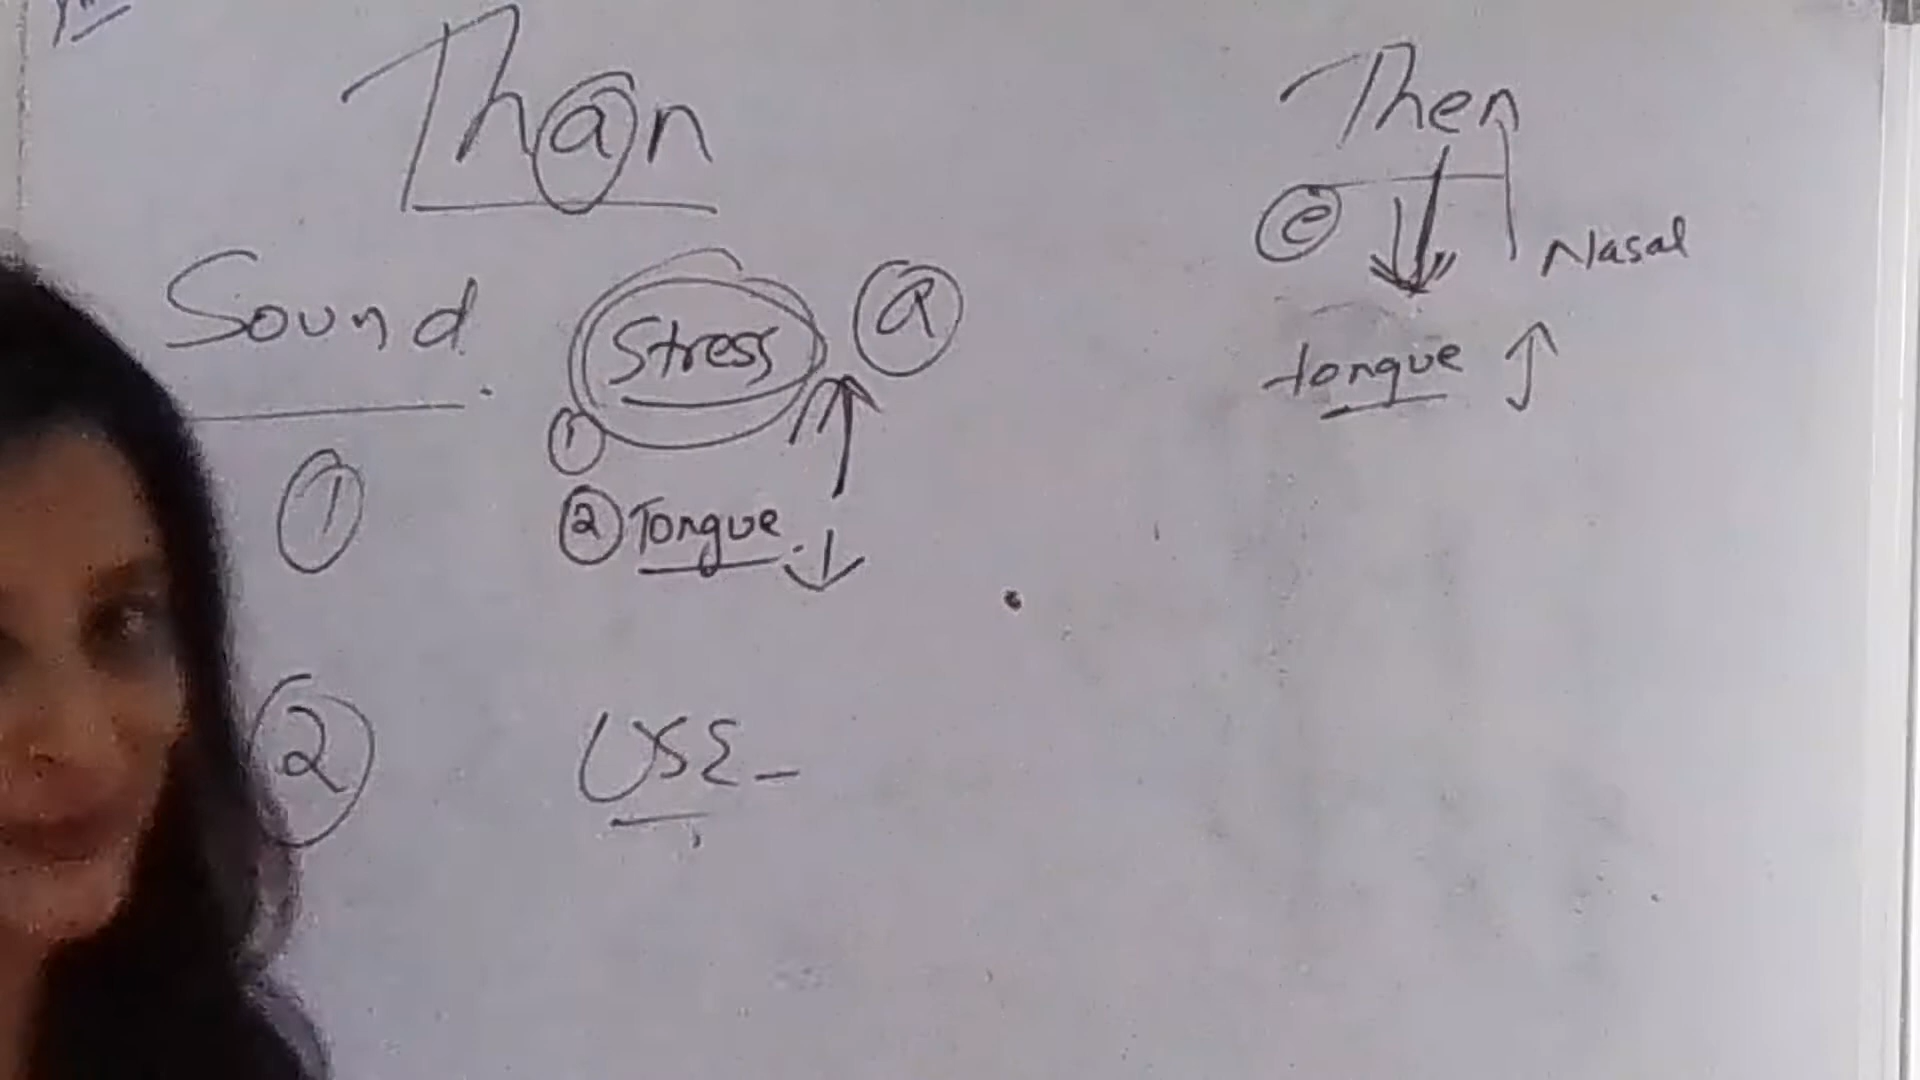 Than
Then
Sound
Stress
a
e
Nasal
tongue ↑
1
1
2 Tongue ↓
2
USE -